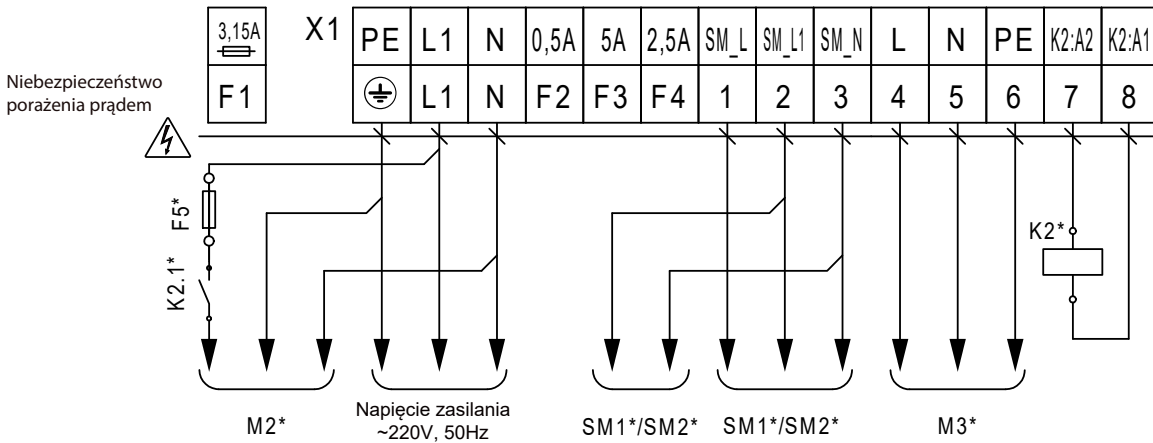 3,15A
X1
PE L1 N 0,5A 5A 2,5A SM_L SM_L1 SM_N L N PE K2:A2 K2:A1
F1
L1 N F2 F3 F4 1 2 3 4 5 6 7 8
Niebezpieczeństwo
porażenia prądem
F5*
K2.1*
K2*
M2*
Napięcie zasilania
~220V, 50Hz
SM1*/SM2*
SM1*/SM2*
M3*